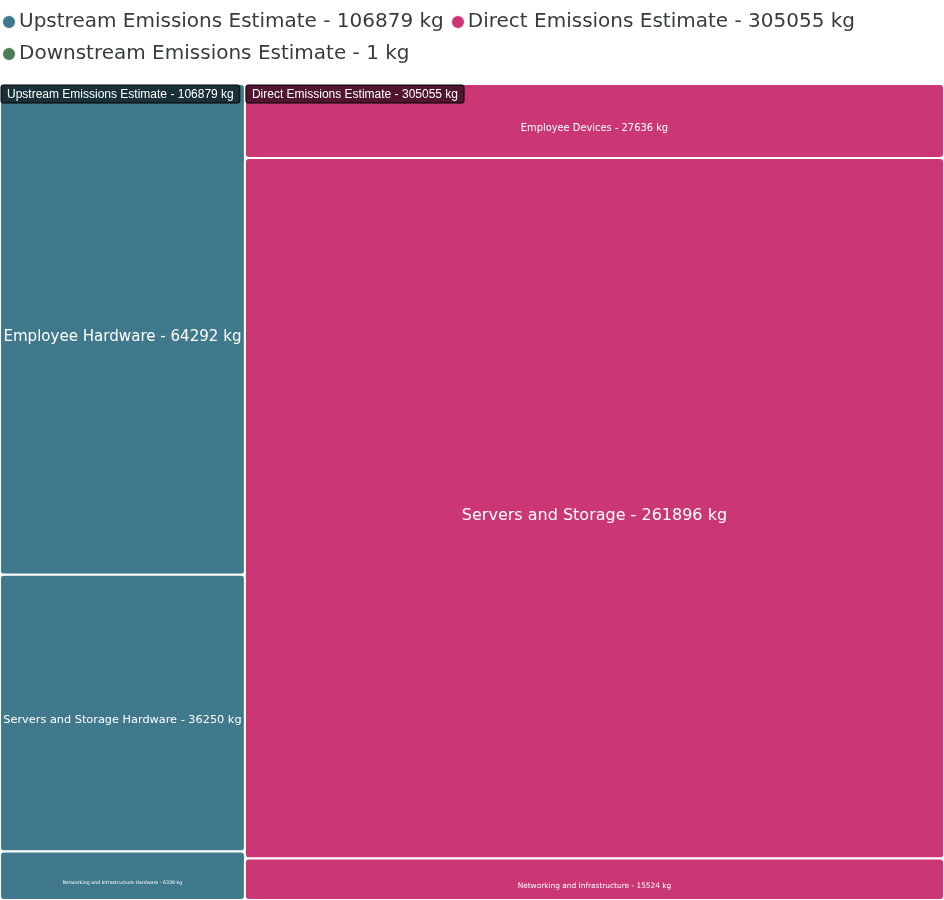 Upstream Emissions Estimate - 106879 kg Direct Emissions Estimate - 305055 kg
Downstream Emissions Estimate - 1 kg
Upstream Emissions Estimate - 106879 kg
Direct Emissions Estimate - 305055 kg
Employee Devices - 27636 kg
Employee Hardware - 64292 kg
Servers and Storage - 261896 kg
Servers and Storage Hardware - 36250 kg
Networking and Infrastructure Hardware - 6338 kg
Networking and Infrastructure - 15524 kg